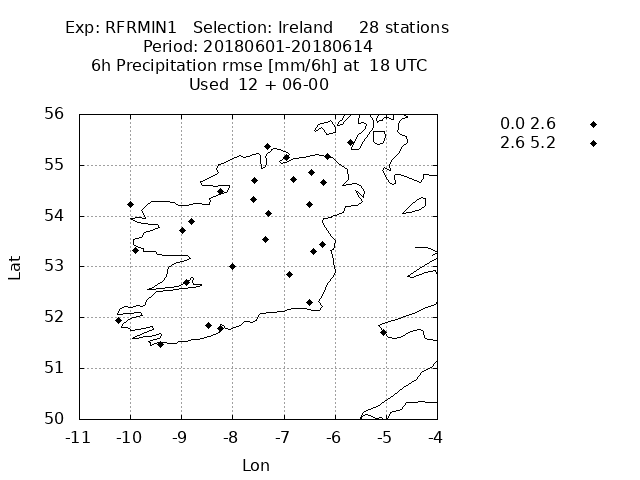 Exp: RFRMIN1 Selection: Ireland 28 stations
Period: 20180601-20180614
6h Precipitation rmse [mm/6h] at 18 UTC
Used 12 + 06-00
0.0 2.6
2.6 5.2
56
55
54
53
52
51
50
Lat
-11 -10 -9 -8 -7 -6 -5 -4
Lon